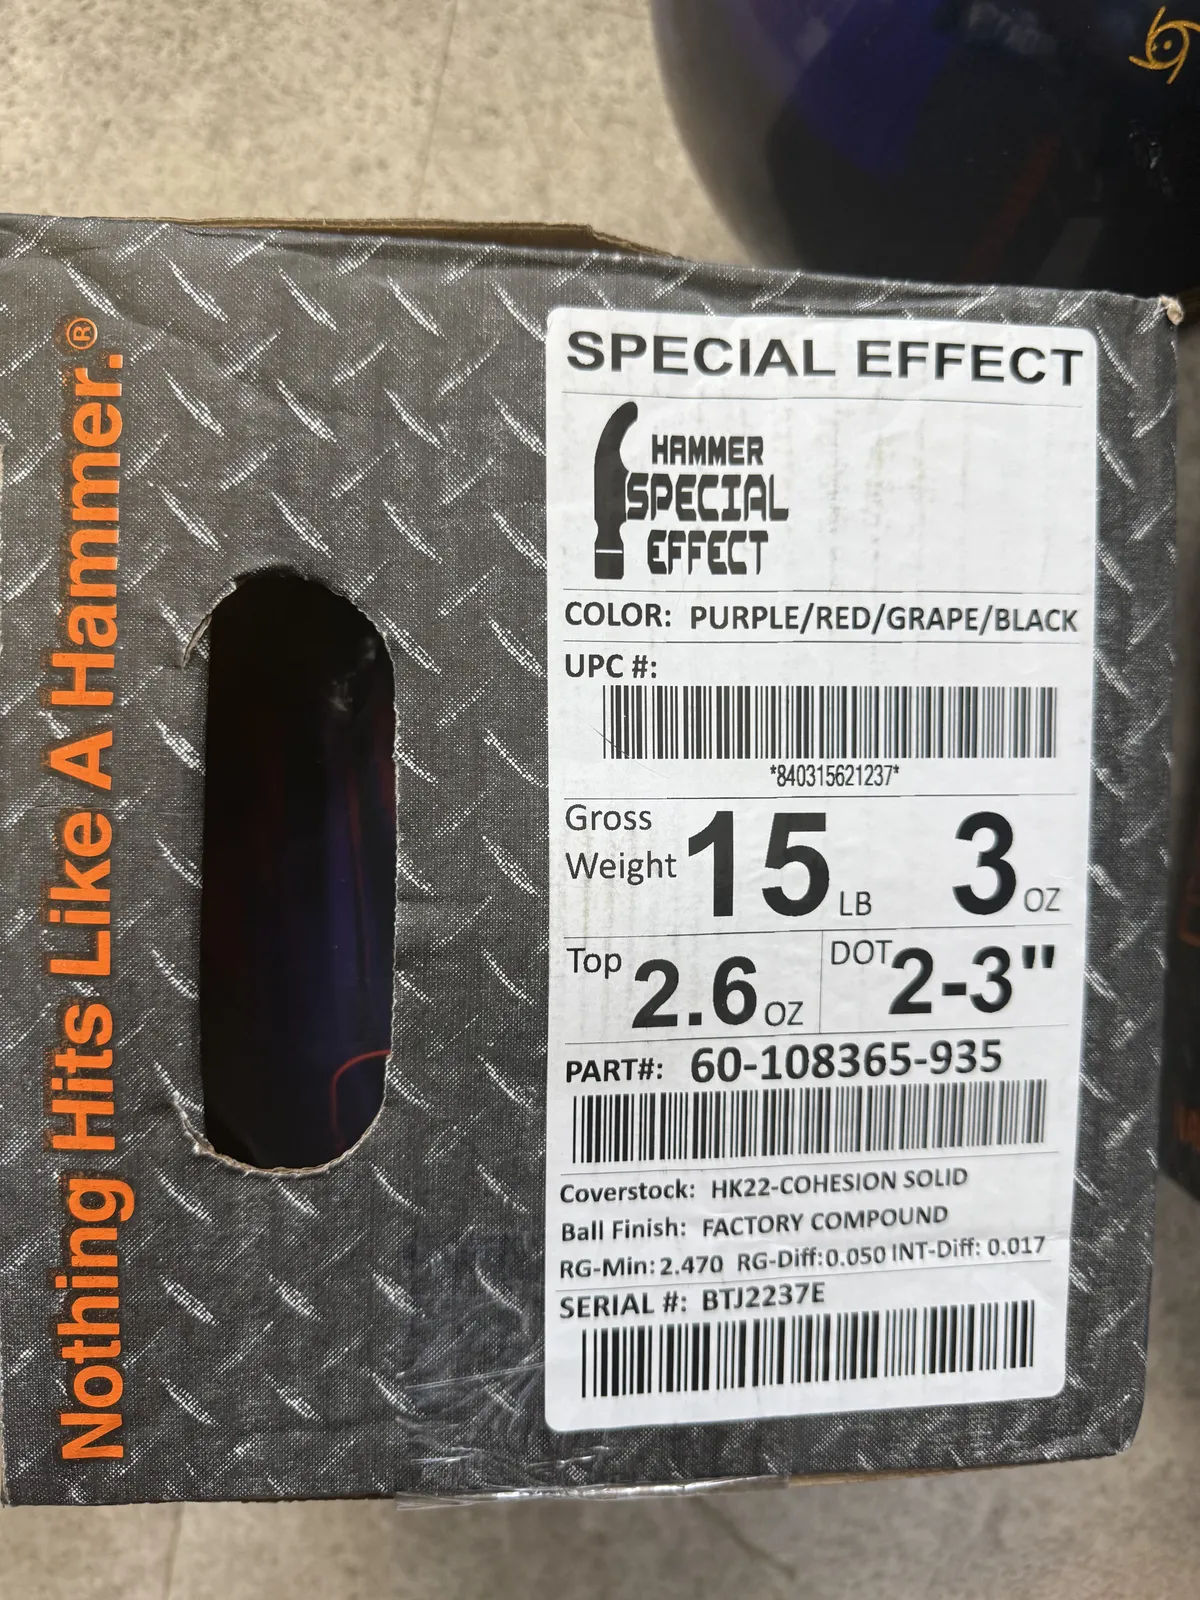 Nothing Hits Like A Hammer.®
SPECIAL EFFECT
HAMMER
SPECIAL
EFFECT
COLOR: PURPLE/RED/GRAPE/BLACK
UPC #:
*840315621237*
Gross Weight 15 LB 3 OZ
Top 2.6 OZ DOT 2-3"
PART#: 60-108365-935
Coverstock: HK22-COHESION SOLID
Ball Finish: FACTORY COMPOUND
RG-Min: 2.470 RG-Diff:0.050 INT-Diff: 0.017
SERIAL #: BTJ2237E